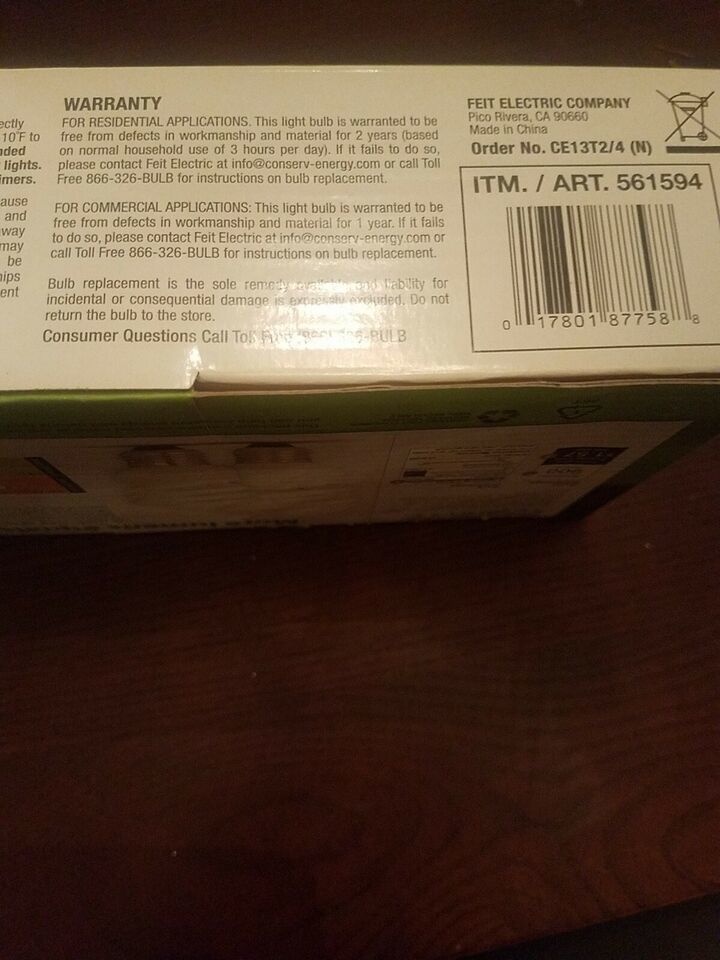 ectly
10°F to
nded
lights.
imers.
ause
and
way
may
be
hips
ent
WARRANTY
FOR RESIDENTIAL APPLICATIONS. This light bulb is warranted to be
free from defects in workmanship and material for 2 years (based
on normal household use of 3 hours per day). If it fails to do so,
please contact Feit Electric at info@conserv-energy.com or call Toll
Free 866-326-BULB for instructions on bulb replacement.
FOR COMMERCIAL APPLICATIONS: This light bulb is warranted to be
free from defects in workmanship and material for 1 year. If it fails
to do so, please contact Feit Electric at info@conserv-energy.com or
call Toll Free 866-326-BULB for instructions on bulb replacement.
Bulb replacement is the sole remedy available and liability for
incidental or consequential damage is expressly excluded. Do not
return the bulb to the store.
Consumer Questions Call Toll Free -BULB
FEIT ELECTRIC COMPANY
Pico Rivera, CA 90660
Made in China
Order No. CE13T2/4 (N)
ITM. / ART. 561594
0 17801 87758 8